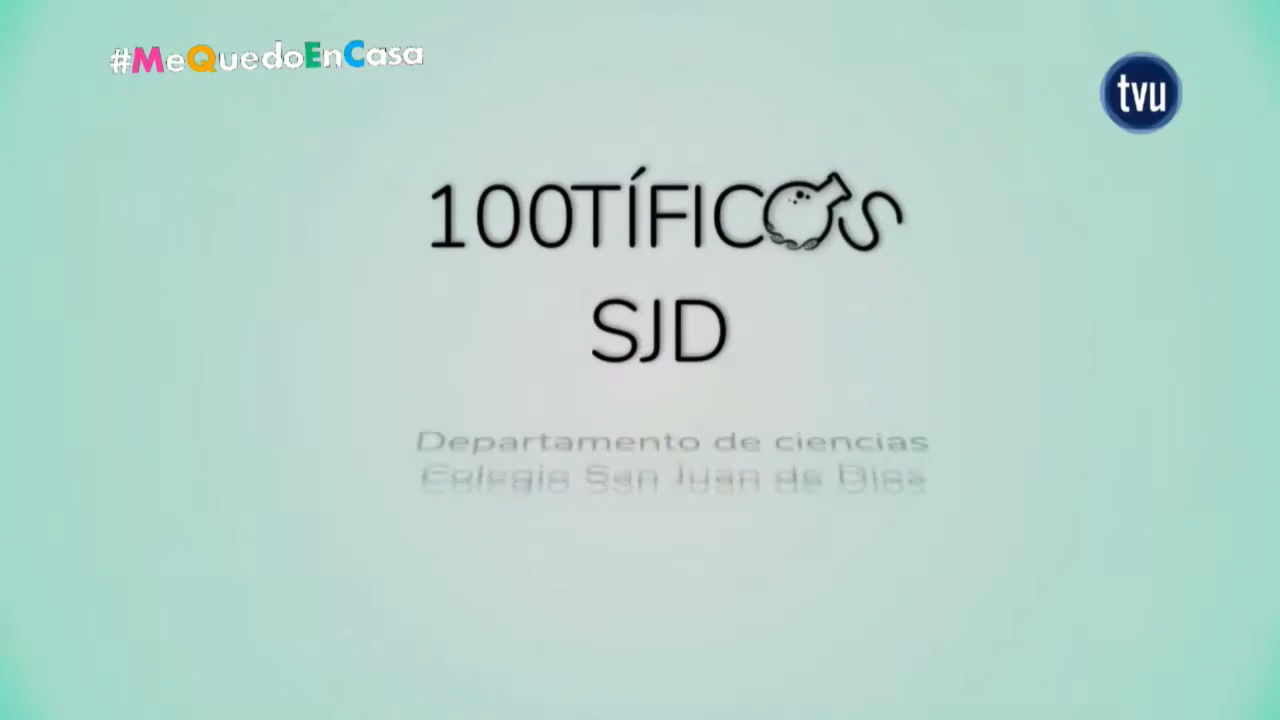 #MeQuedoEnCasa
tvu
100TÍFICOS
SJD
Departamento de ciencias
Colegio San Juan de Dios